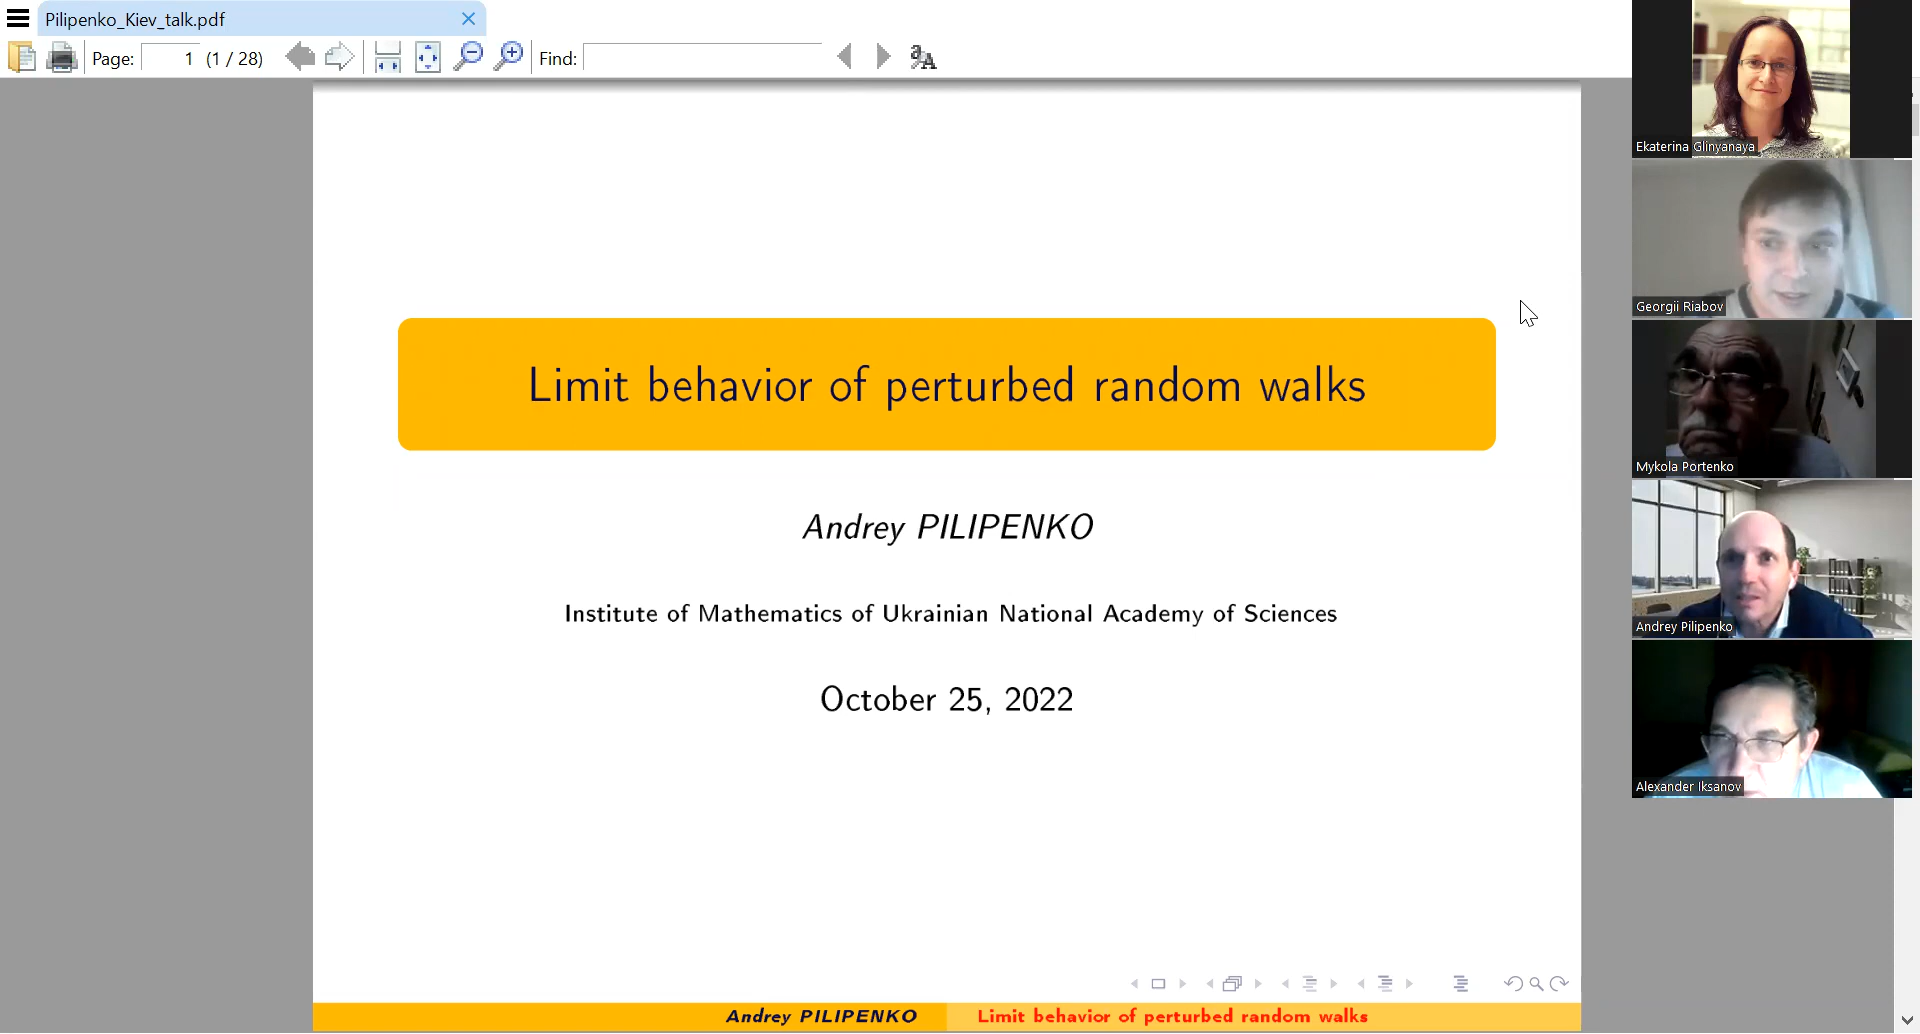 Pilipenko_Kiev_talk.pdf
Page: 1 (1 / 28) Find:
Limit behavior of perturbed random walks
Andrey PILIPENKO
Institute of Mathematics of Ukrainian National Academy of Sciences
October 25, 2022
Andrey PILIPENKO Limit behavior of perturbed random walks
Ekaterina Glinyanaya
Georgii Riabov
Mykola Portenko
Andrey Pilipenko
Alexander Iksanov